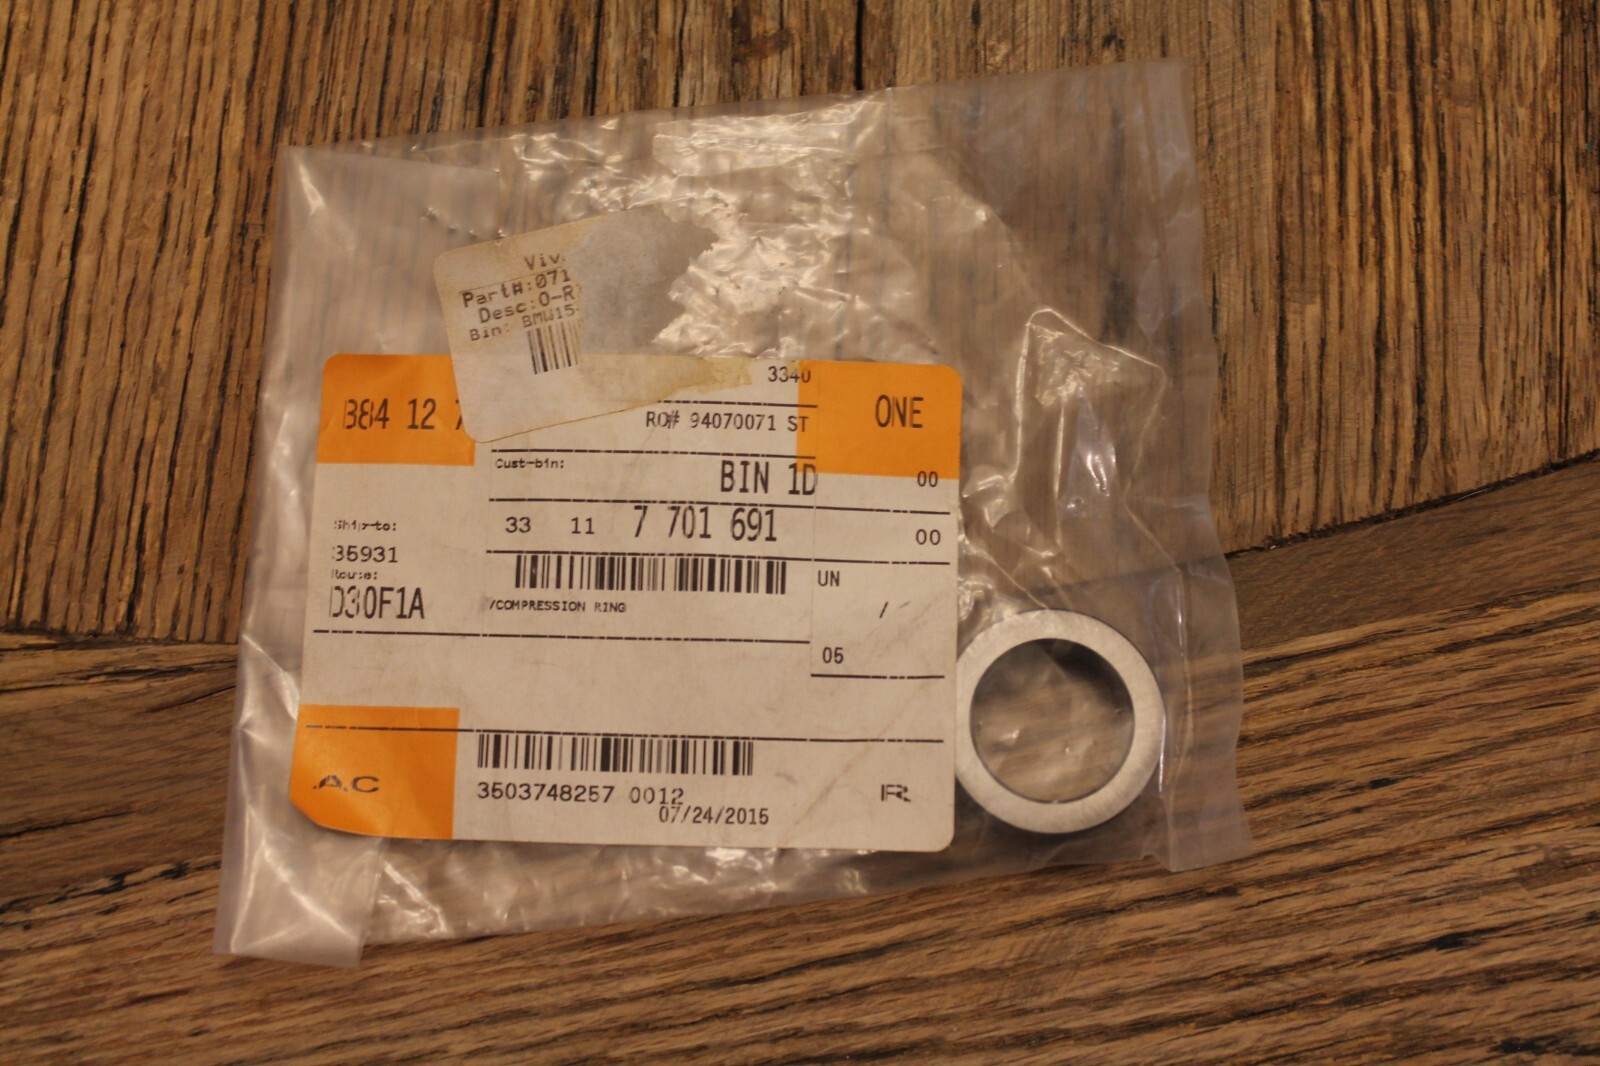 Viv
Part#:071
Desc:O-R
Bin: BMW15-
3340
B84 12 7
RO# 94070071 ST
ONE
Cust-bin:
BIN 1D
00
Ship-to:
35931
33 11 7 701 691
00
Route:
D30F1A
/COMPRESSION RING
UN
/
05
.A.C
3503748257 0012
07/24/2015
R.